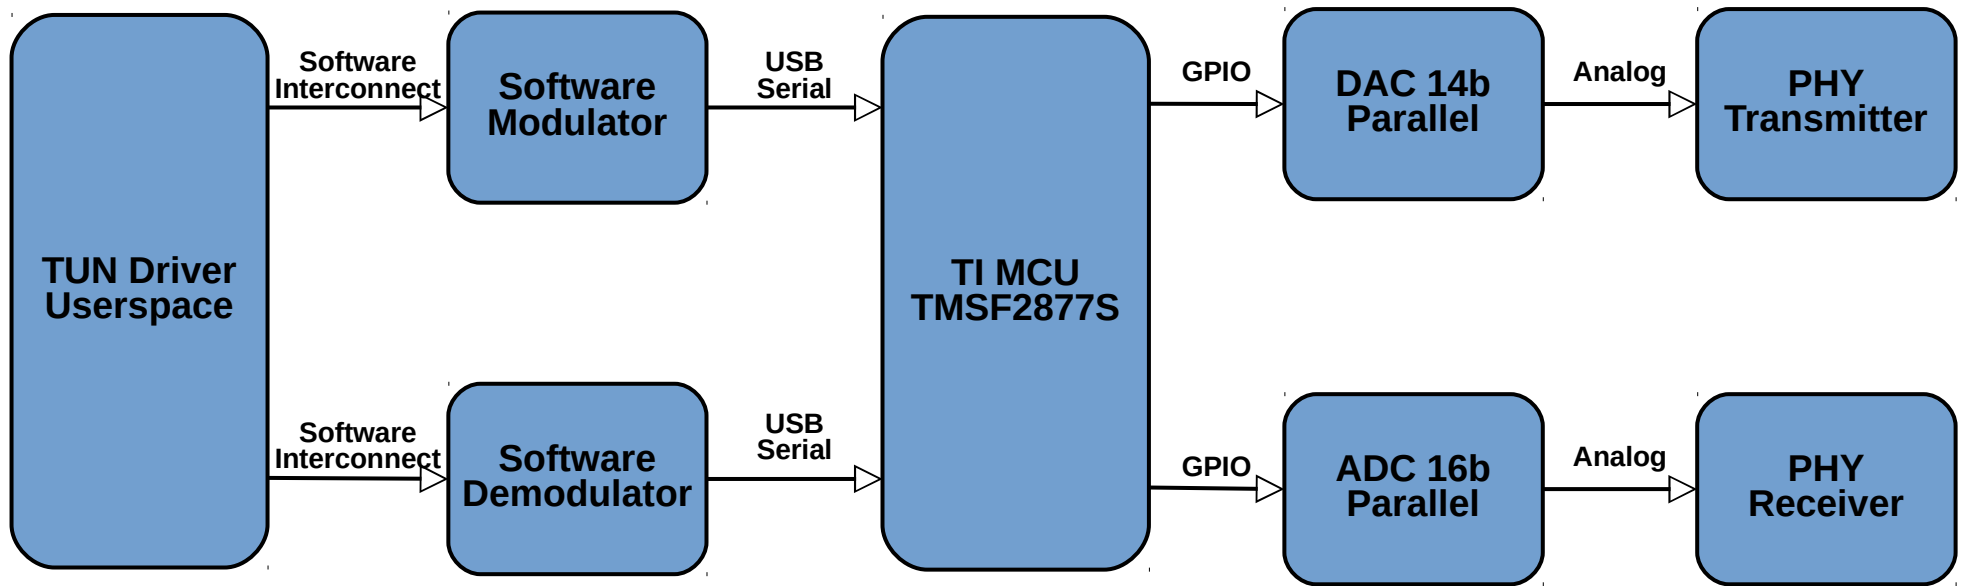 TUN Driver
Userspace
Software
Interconnect
Software
Modulator
USB
Serial
TI MCU
TMSF2877S
GPIO
DAC 14b
Parallel
Analog
PHY
Transmitter
Software
Interconnect
Software
Demodulator
USB
Serial
GPIO
ADC 16b
Parallel
Analog
PHY
Receiver